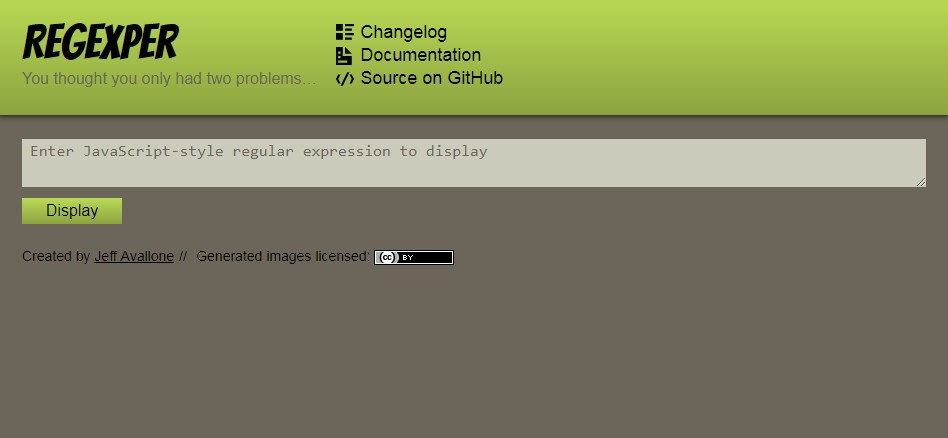 REGEXPER
You thought you only had two problems...
Changelog
Documentation
Source on GitHub
Enter JavaScript-style regular expression to display
Display
Created by Jeff Avallone // Generated images licensed: cc BY